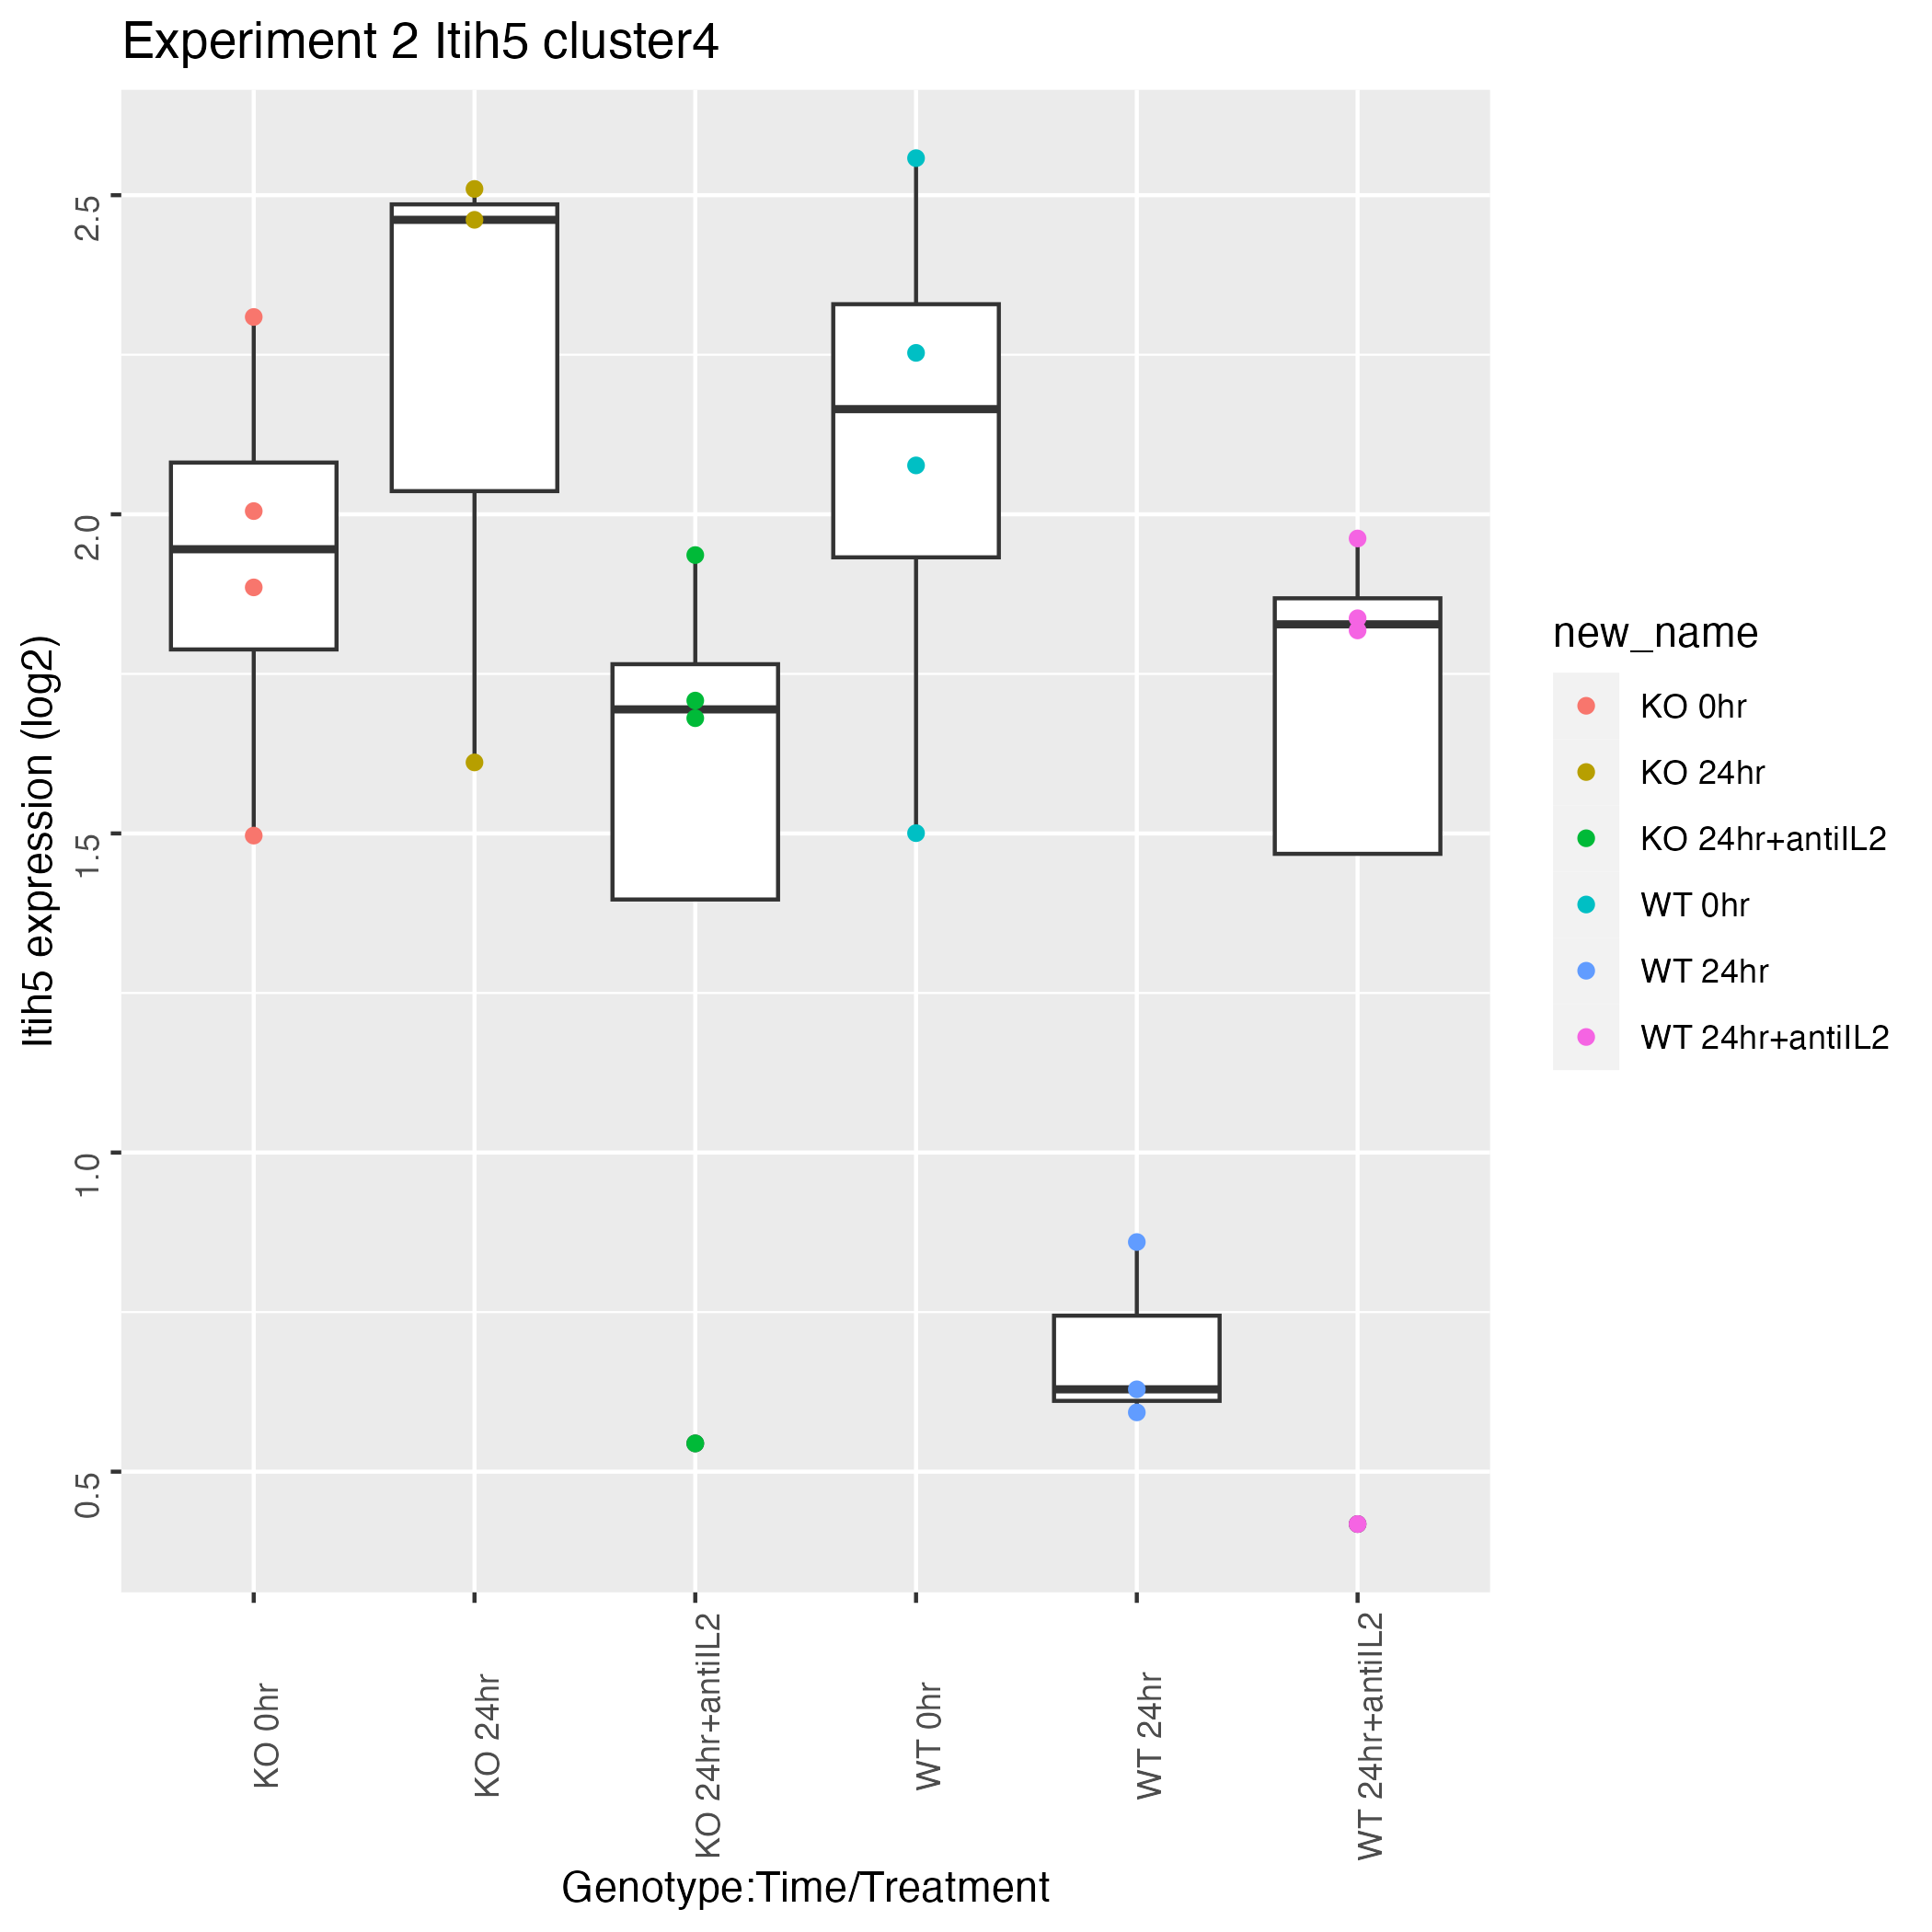 Experiment 2 Itih5 cluster4
Itih5 expression (log2)
2.5
2.0
1.5
1.0
0.5
KO 0hr
KO 24hr
KO 24hr+antiIL2
WT 0hr
WT 24hr
WT 24hr+antiIL2
Genotype:Time/Treatment
new_name
KO 0hr
KO 24hr
KO 24hr+antiIL2
WT 0hr
WT 24hr
WT 24hr+antiIL2